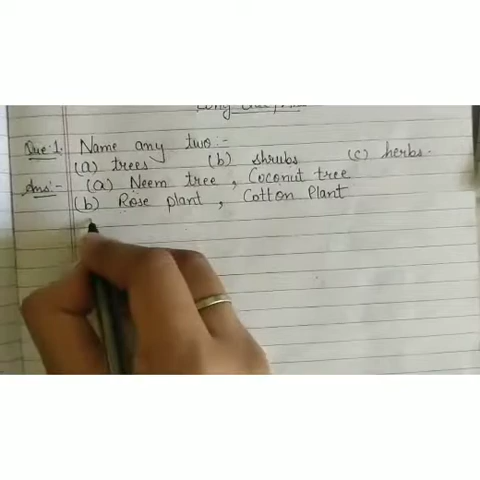 Que:1. Name any two:-
(a) trees (b) shrubs (c) herbs.
Ans:- (a) Neem tree, Coconut tree
(b) Rose plant, Cotton Plant